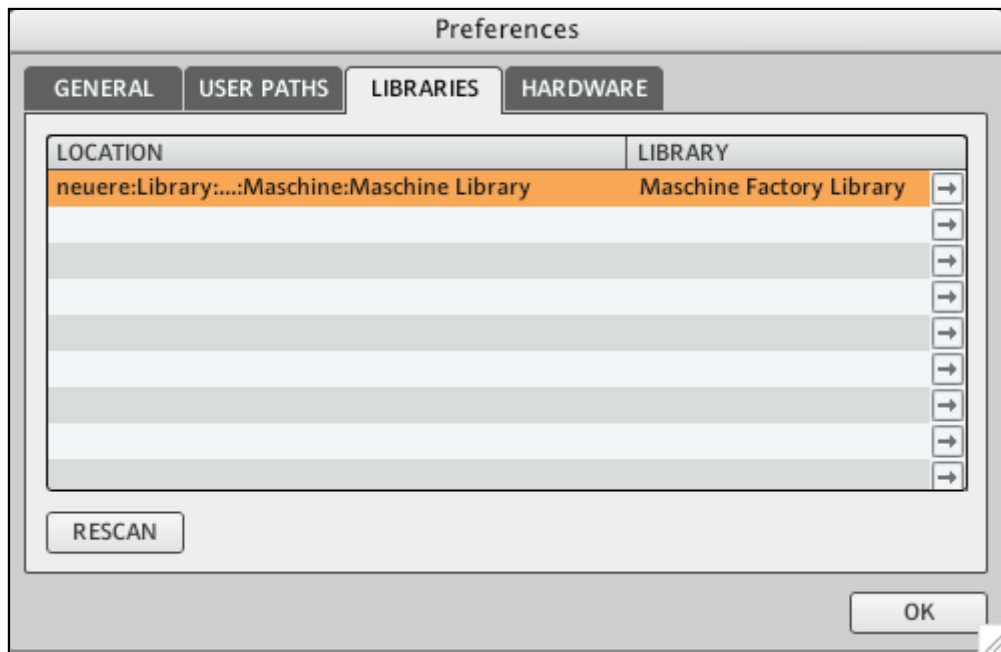 Preferences
GENERAL USER PATHS LIBRARIES HARDWARE
LOCATION LIBRARY
neuere:Library:...:Maschine:Maschine Library Maschine Factory Library
RESCAN
OK